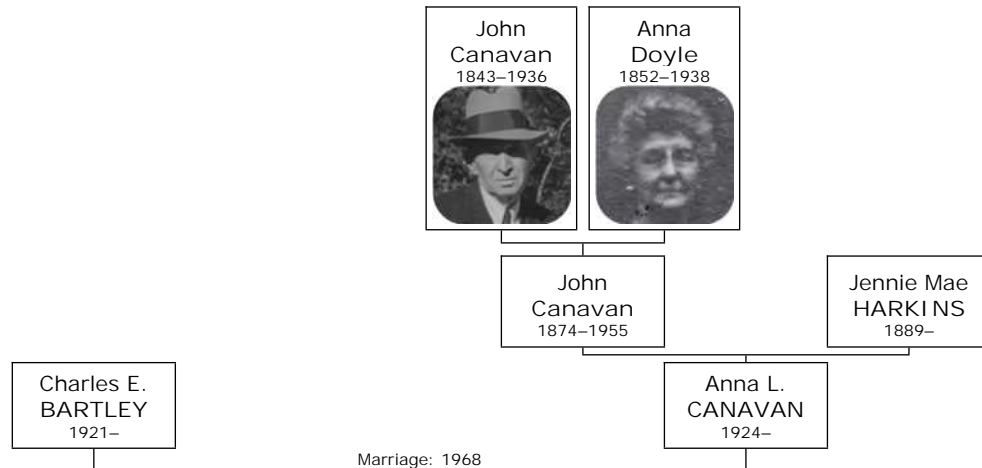 John
Canavan
1843–1936
Anna
Doyle
1852–1938
John
Canavan
1874–1955
Jennie Mae
HARKINS
1889–
Charles E.
BARTLEY
1921–
Anna L.
CANAVAN
1924–
Marriage: 1968